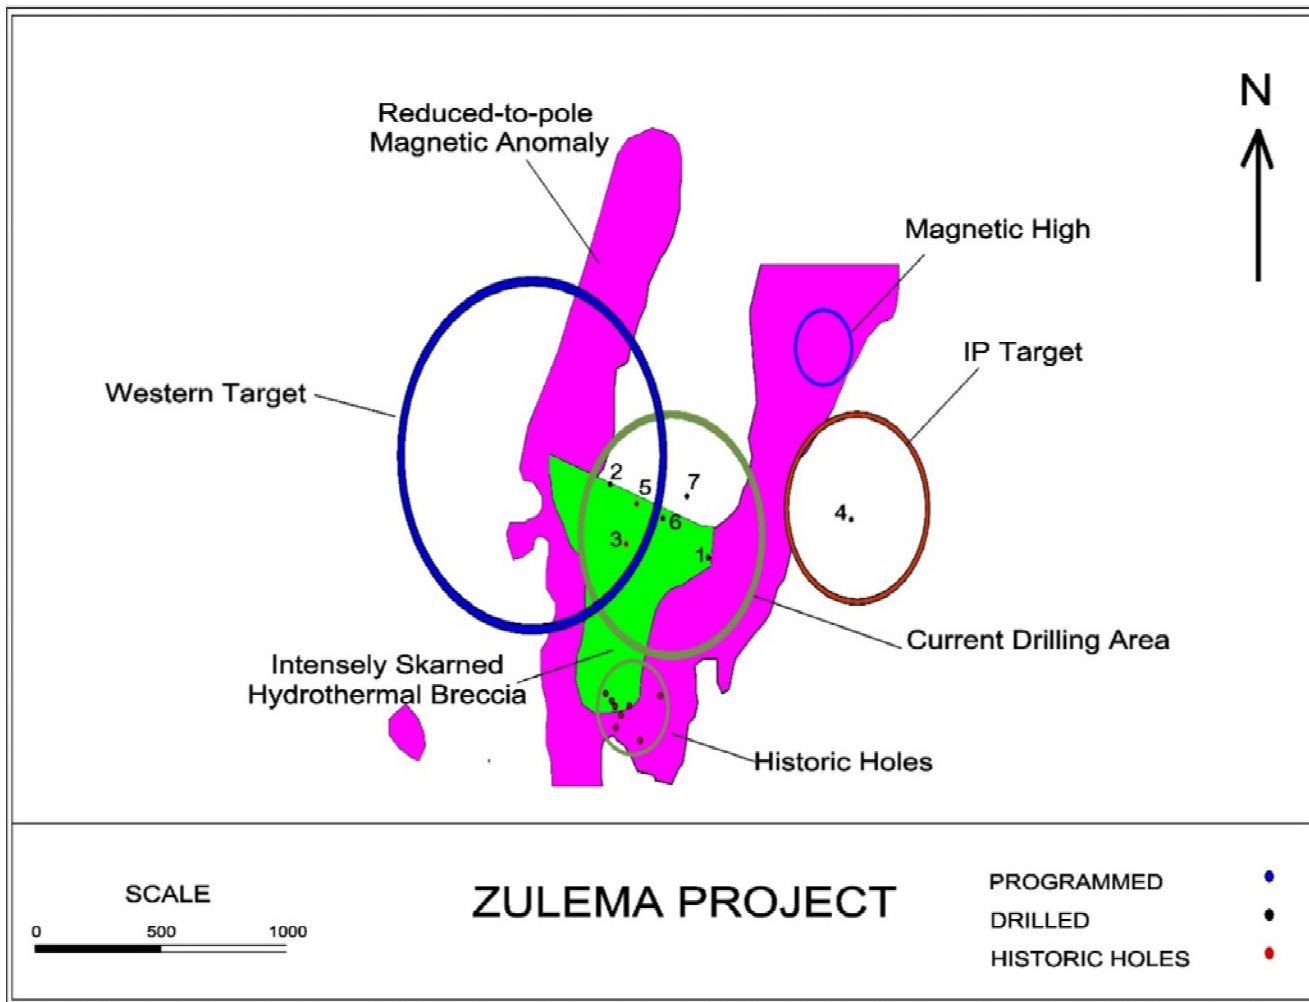 N
Reduced-to-pole
Magnetic Anomaly
Magnetic High
IP Target
Western Target
2
5
7
6
4
3
1
Current Drilling Area
Intensely Skarned
Hydrothermal Breccia
Historic Holes
SCALE
0 500 1000
ZULEMA PROJECT
PROGRAMMED
DRILLED
HISTORIC HOLES